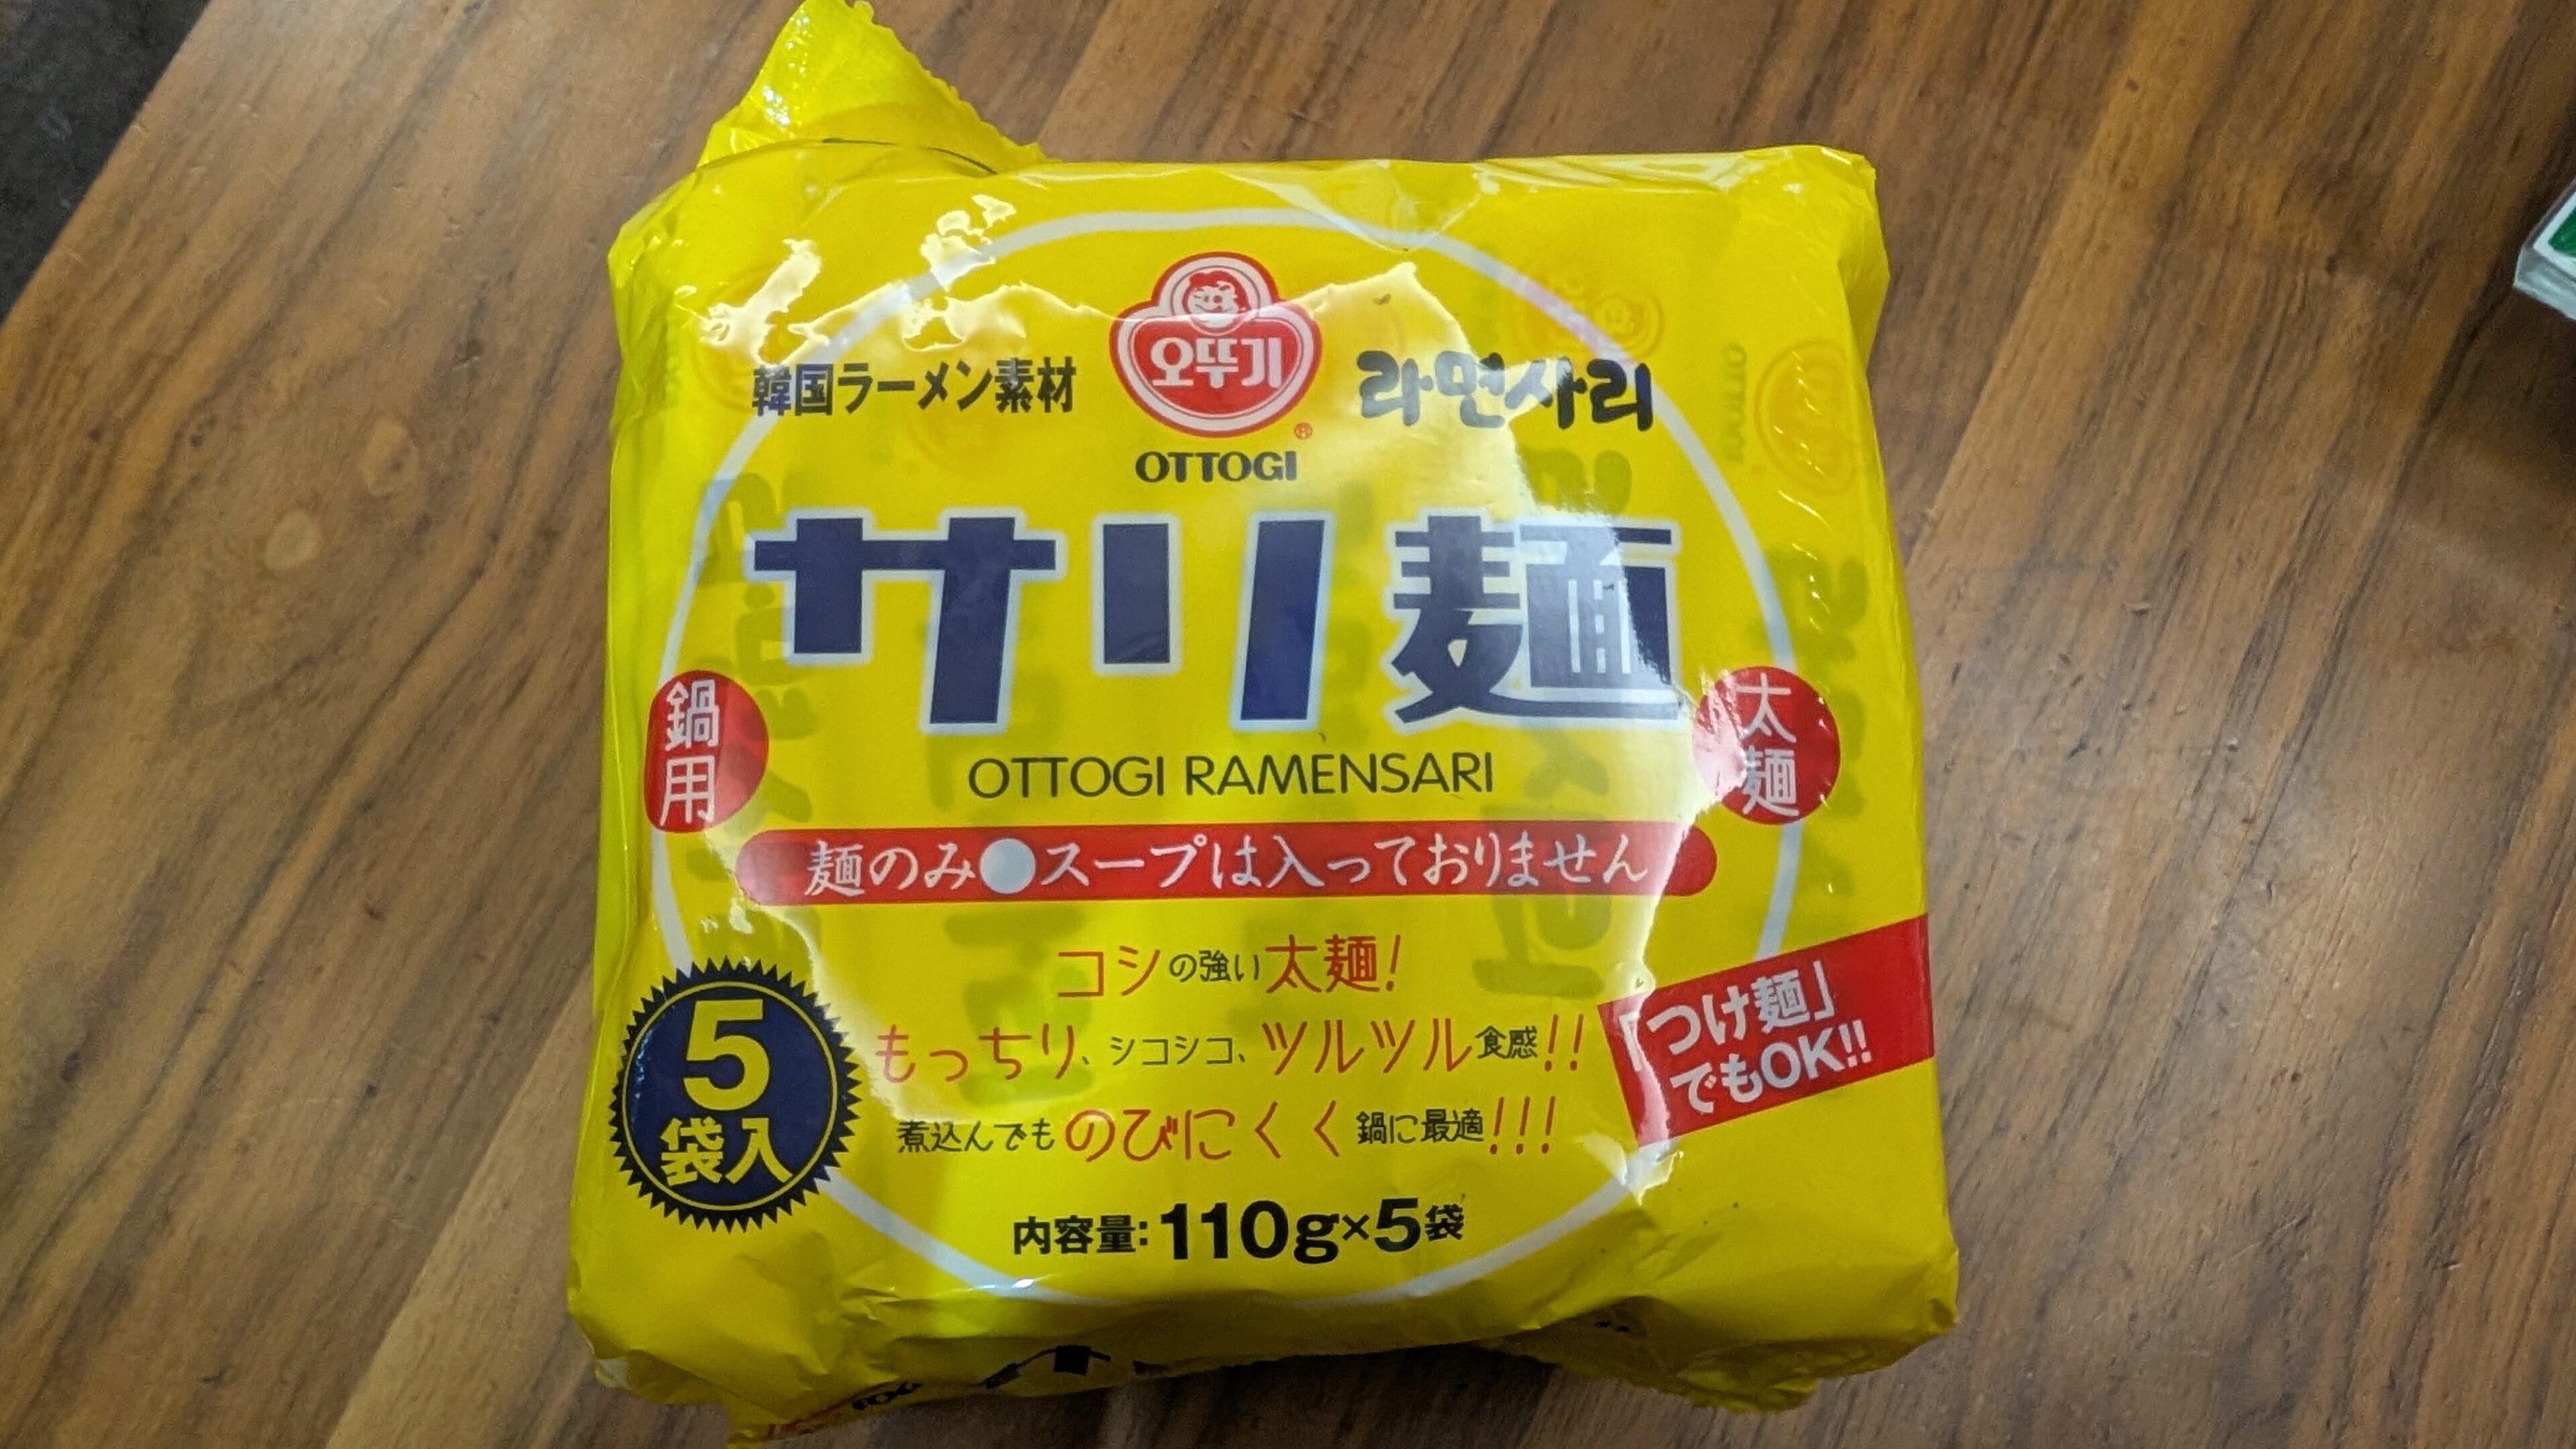 오뚜기
韓国ラーメン素材
라면사리
OTTOGI
サリ麺
OTTOGI RAMENSARI
鍋用
太麺
麺のみ●スープは入っておりません
コシの強い太麺!
もっちり、シコシコ、ツルツル食感!!
煮込んでものびにくく鍋に最適!!!
「つけ麺」
でもOK!!
5
袋入
内容量:110g×5袋